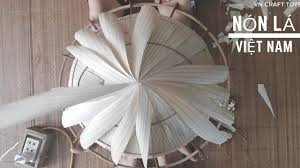 VN CRAFT TOYS
NÓN LÁ
VIỆT NAM